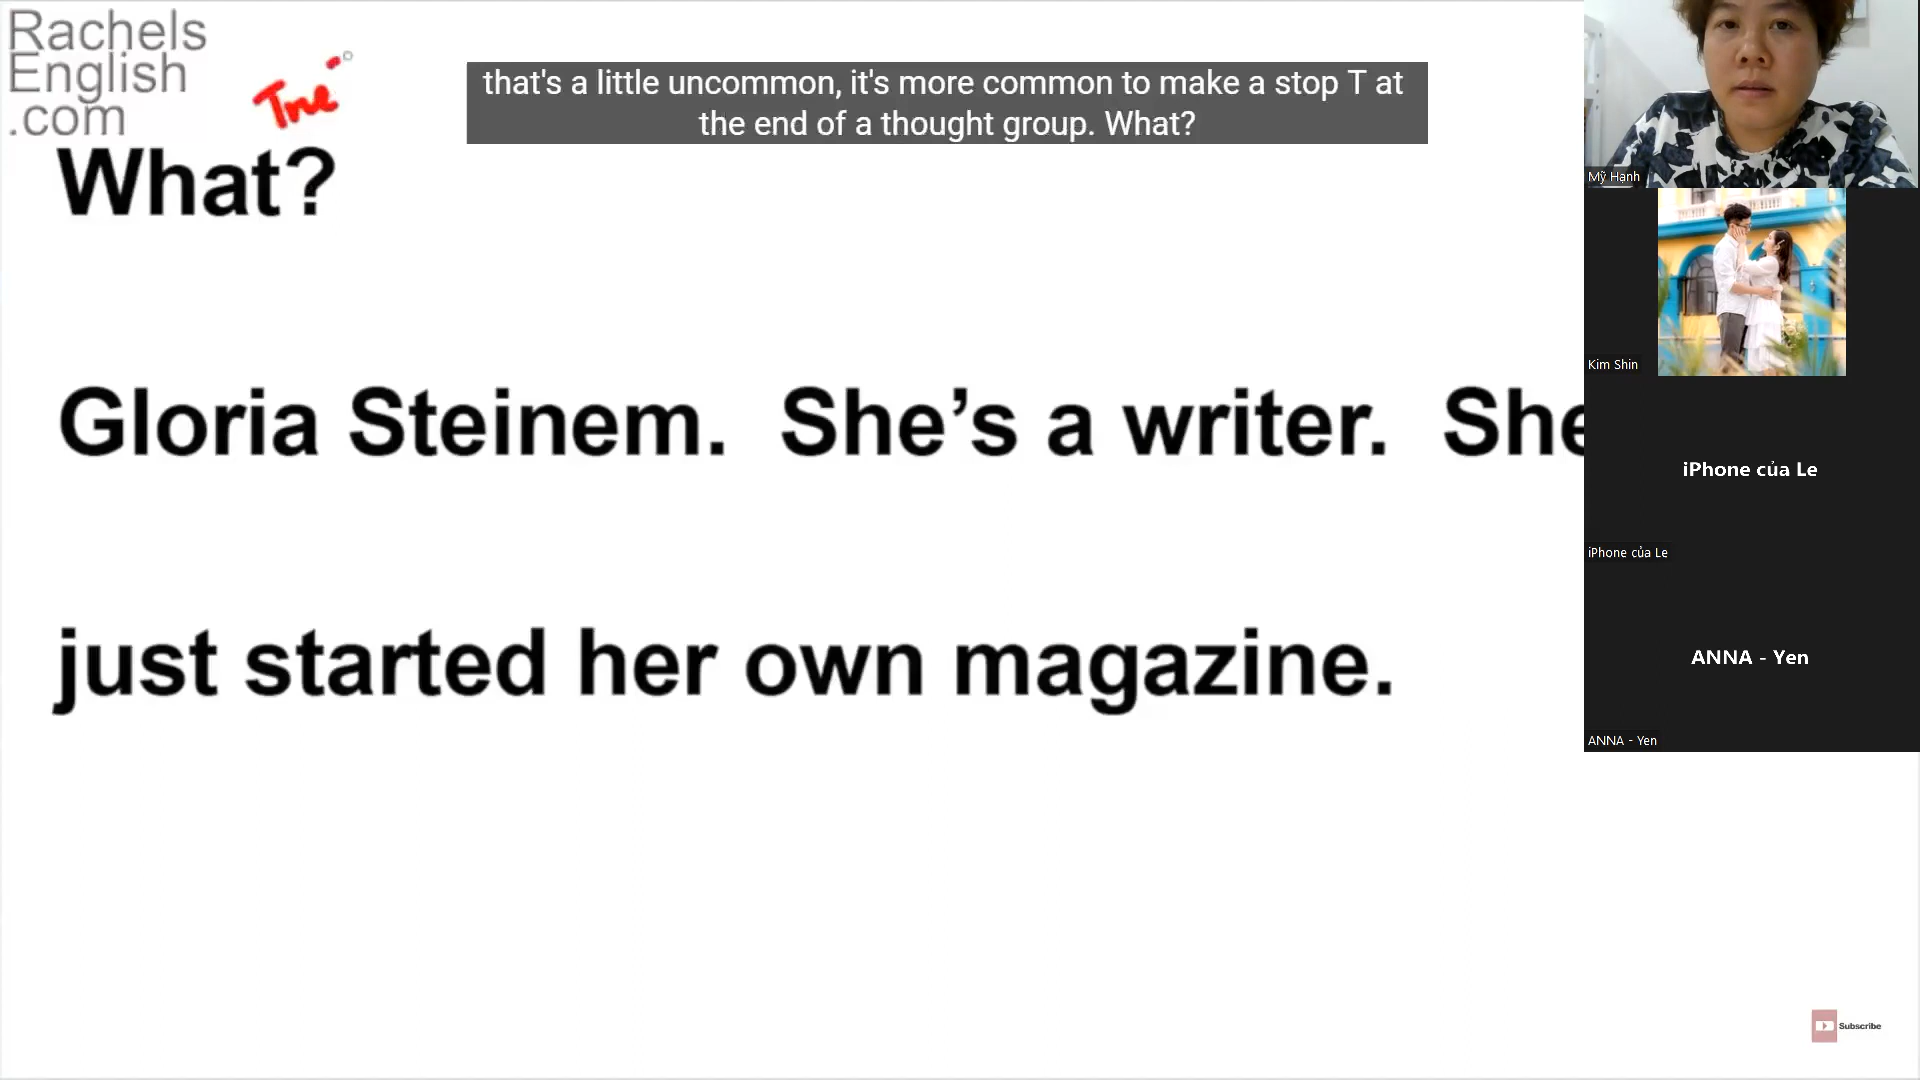 Rachels
English
.com
True
that's a little uncommon, it's more common to make a stop T at
the end of a thought group. What?
What?
Gloria Steinem. She's a writer. She
just started her own magazine.
Mỹ Hạnh
Kim Shin
iPhone của Le
iPhone của Le
ANNA - Yen
ANNA - Yen
Subscribe